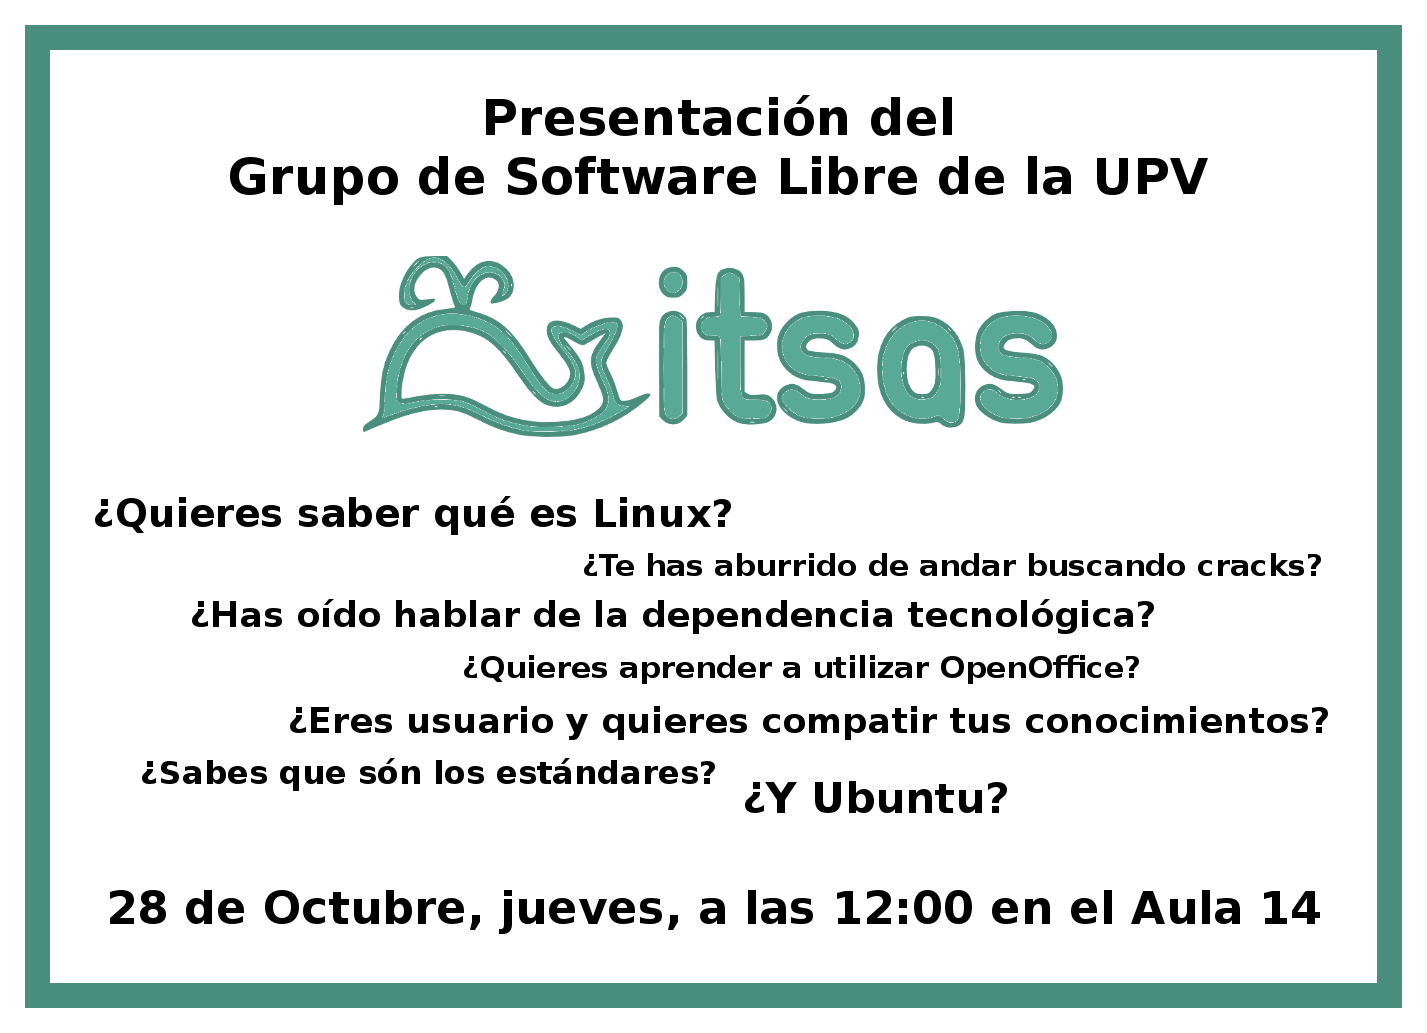 Presentación del
Grupo de Software Libre de la UPV
itsas
¿Quieres saber qué es Linux?
¿Te has aburrido de andar buscando cracks?
¿Has oído hablar de la dependencia tecnológica?
¿Quieres aprender a utilizar OpenOffice?
¿Eres usuario y quieres compatir tus conocimientos?
¿Sabes que són los estándares?
¿Y Ubuntu?
28 de Octubre, jueves, a las 12:00 en el Aula 14